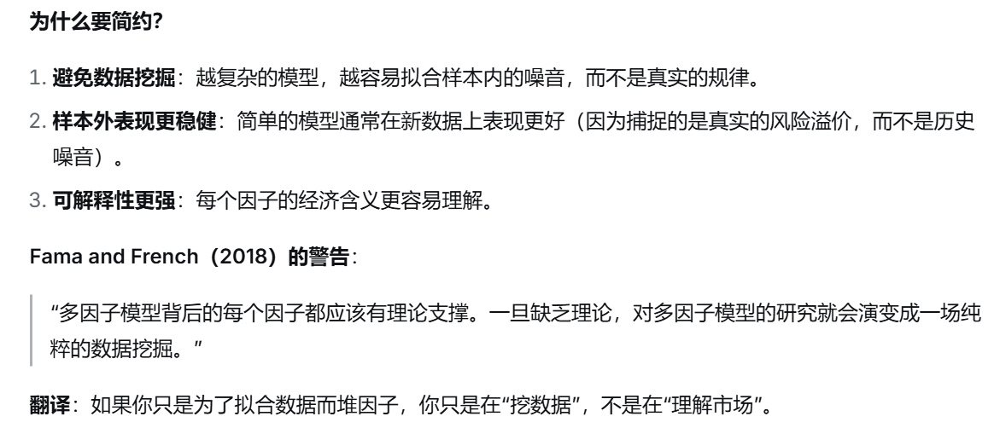 为什么要简约？
1. 避免数据挖掘：越复杂的模型，越容易拟合样本内的噪音，而不是真实的规律。
2. 样本外表现更稳健：简单的模型通常在新数据上表现更好（因为捕捉的是真实的风险溢价，而不是历史
噪音）。
3. 可解释性更强：每个因子的经济含义更容易理解。
Fama and French（2018）的警告：
“多因子模型背后的每个因子都应该有理论支撑。一旦缺乏理论，对多因子模型的研究就会演变成一场纯
粹的数据挖掘。”
翻译：如果你只是为了拟合数据而堆因子，你只是在“挖数据”，不是在“理解市场”。